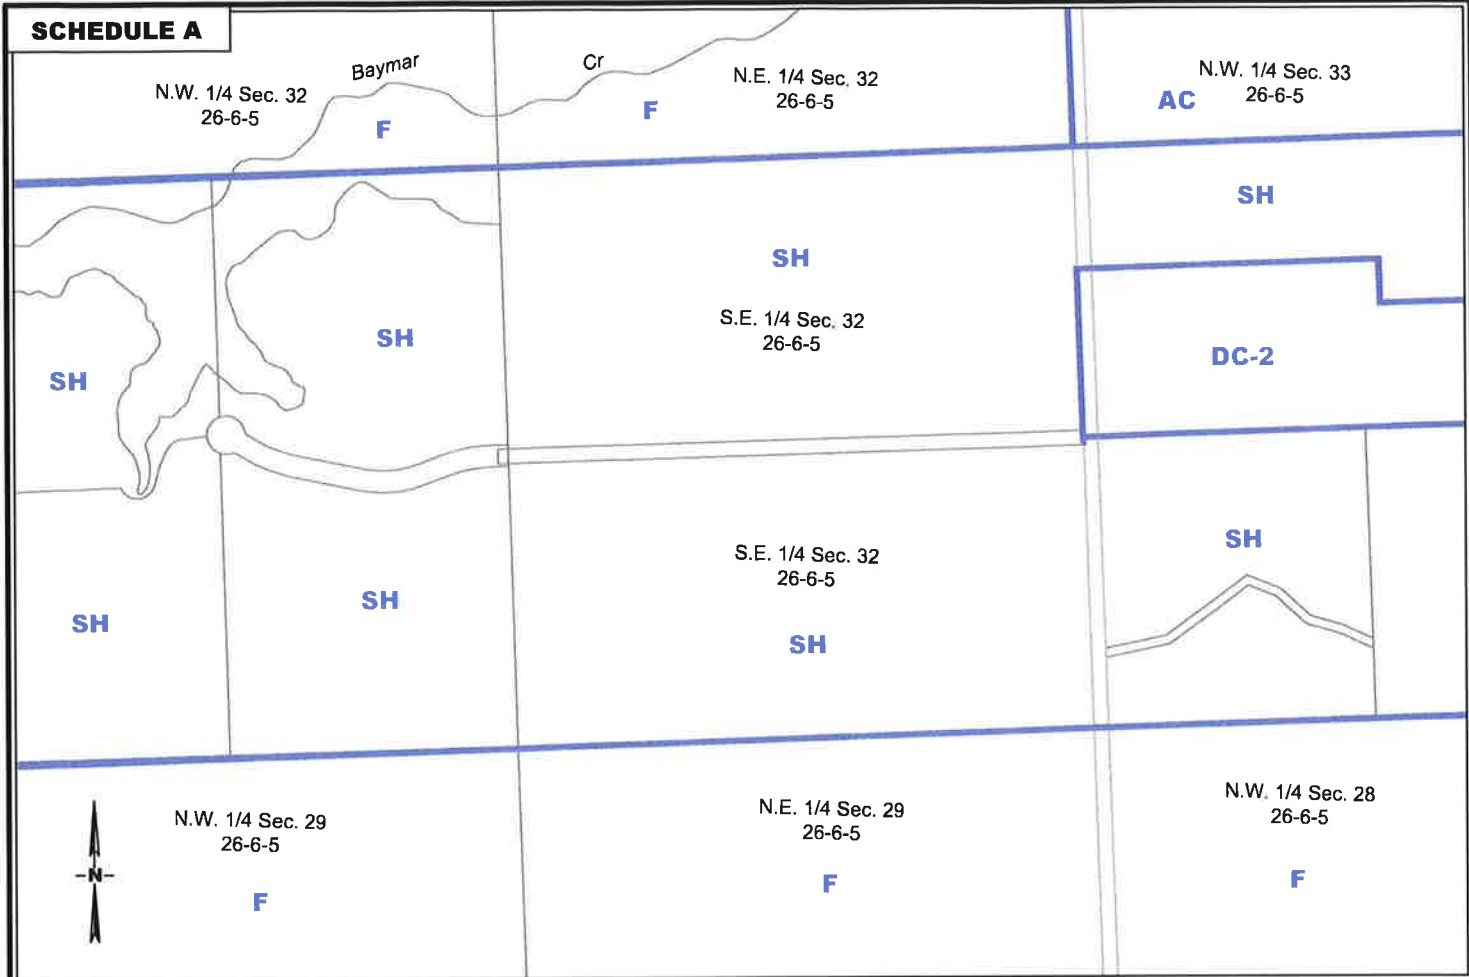 SCHEDULE A
Baymar
Cr
N.W. 1/4 Sec. 32
26-6-5
F
N.E. 1/4 Sec. 32
26-6-5
F
N.W. 1/4 Sec. 33
26-6-5
AC
SH
SH
S.E. 1/4 Sec. 32
26-6-5
SH
SH
DC-2
S.E. 1/4 Sec. 32
26-6-5
SH
SH
SH
SH
N.W. 1/4 Sec. 29
26-6-5
F
N.E. 1/4 Sec. 29
26-6-5
F
N.W. 1/4 Sec. 28
26-6-5
F
-N-